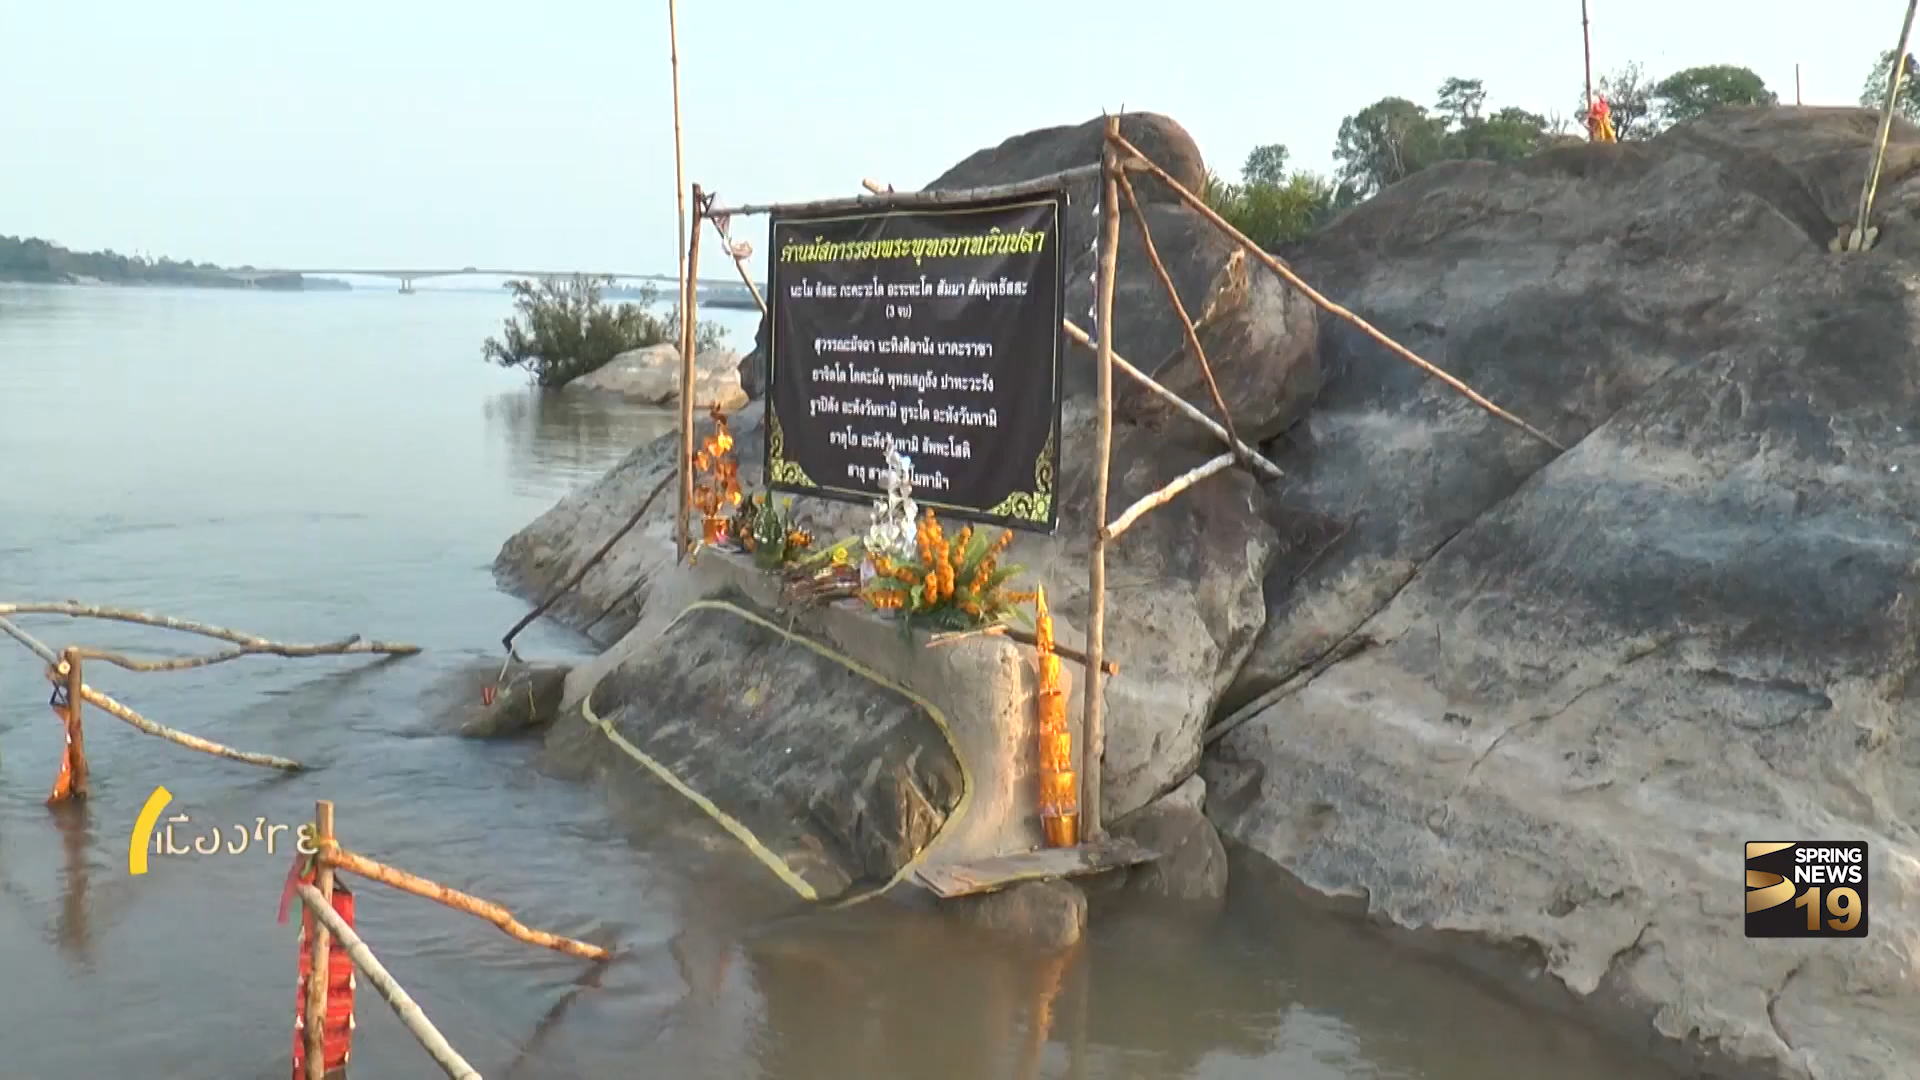 คำนมัสการรอยพระพุทธบาทเวินปลา
นะโม ตัสสะ ภะคะวะโต อะระหะโต สัมมา สัมพุทธัสสะ
(3 จบ)
สุวรรณะมัจฉา นะทิงศิลานัง นาคะราชา
ยาจิตโต โคตะมัง พุทธเสฏถัง ปาทะวะรัง
ฐาปิตัง อะหังวันทามิ ทูระโต อะหังวันทามิ
ธาตุโย อะหังวันทามิ สัพพะโสติ
สาธุ
เมืองไทย
SPRING
NEWS
19